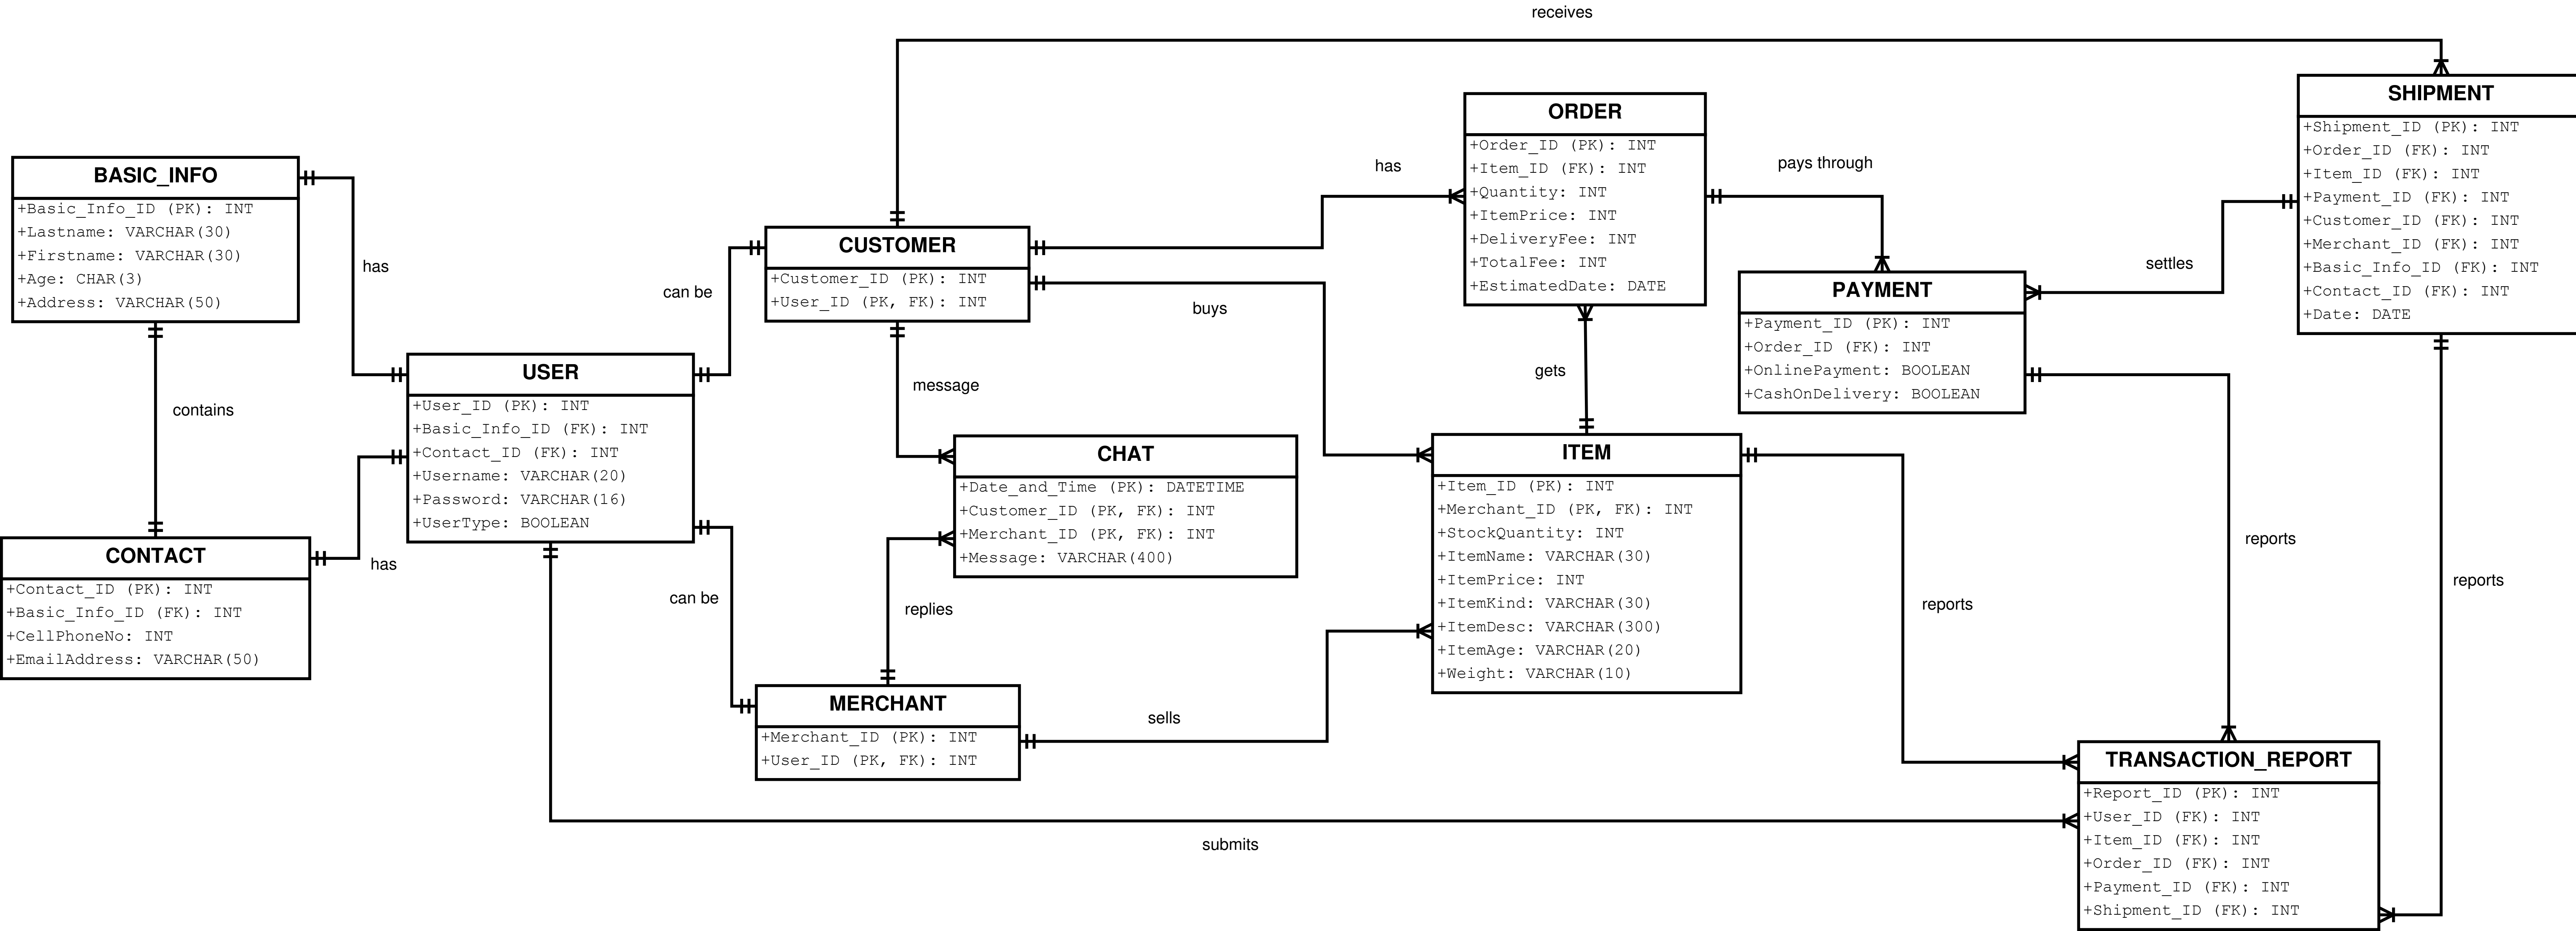 receives
BASIC_INFO
+Basic_Info_ID (PK): INT
+Lastname: VARCHAR(30)
+Firstname: VARCHAR(30)
+Age: CHAR(3)
+Address: VARCHAR(50)
has
contains
CONTACT
+Contact_ID (PK): INT
+Basic_Info_ID (FK): INT
+CellPhoneNo: INT
+EmailAddress: VARCHAR(50)
has
USER
+User_ID (PK): INT
+Basic_Info_ID (FK): INT
+Contact_ID (FK): INT
+Username: VARCHAR(20)
+Password: VARCHAR(16)
+UserType: BOOLEAN
can be
can be
CUSTOMER
+Customer_ID (PK): INT
+User_ID (PK, FK): INT
message
CHAT
+Date_and_Time (PK): DATETIME
+Customer_ID (PK, FK): INT
+Merchant_ID (PK, FK): INT
+Message: VARCHAR(400)
replies
MERCHANT
+Merchant_ID (PK): INT
+User_ID (PK, FK): INT
has
buys
sells
submits
ORDER
+Order_ID (PK): INT
+Item_ID (FK): INT
+Quantity: INT
+ItemPrice: INT
+DeliveryFee: INT
+TotalFee: INT
+EstimatedDate: DATE
gets
ITEM
+Item_ID (PK): INT
+Merchant_ID (PK, FK): INT
+StockQuantity: INT
+ItemName: VARCHAR(30)
+ItemPrice: INT
+ItemKind: VARCHAR(30)
+ItemDesc: VARCHAR(300)
+ItemAge: VARCHAR(20)
+Weight: VARCHAR(10)
pays through
PAYMENT
+Payment_ID (PK): INT
+Order_ID (FK): INT
+OnlinePayment: BOOLEAN
+CashOnDelivery: BOOLEAN
settles
SHIPMENT
+Shipment_ID (PK): INT
+Order_ID (FK): INT
+Item_ID (FK): INT
+Payment_ID (FK): INT
+Customer_ID (FK): INT
+Merchant_ID (FK): INT
+Basic_Info_ID (FK): INT
+Contact_ID (FK): INT
+Date: DATE
reports
reports
reports
TRANSACTION_REPORT
+Report_ID (PK): INT
+User_ID (FK): INT
+Item_ID (FK): INT
+Order_ID (FK): INT
+Payment_ID (FK): INT
+Shipment_ID (FK): INT